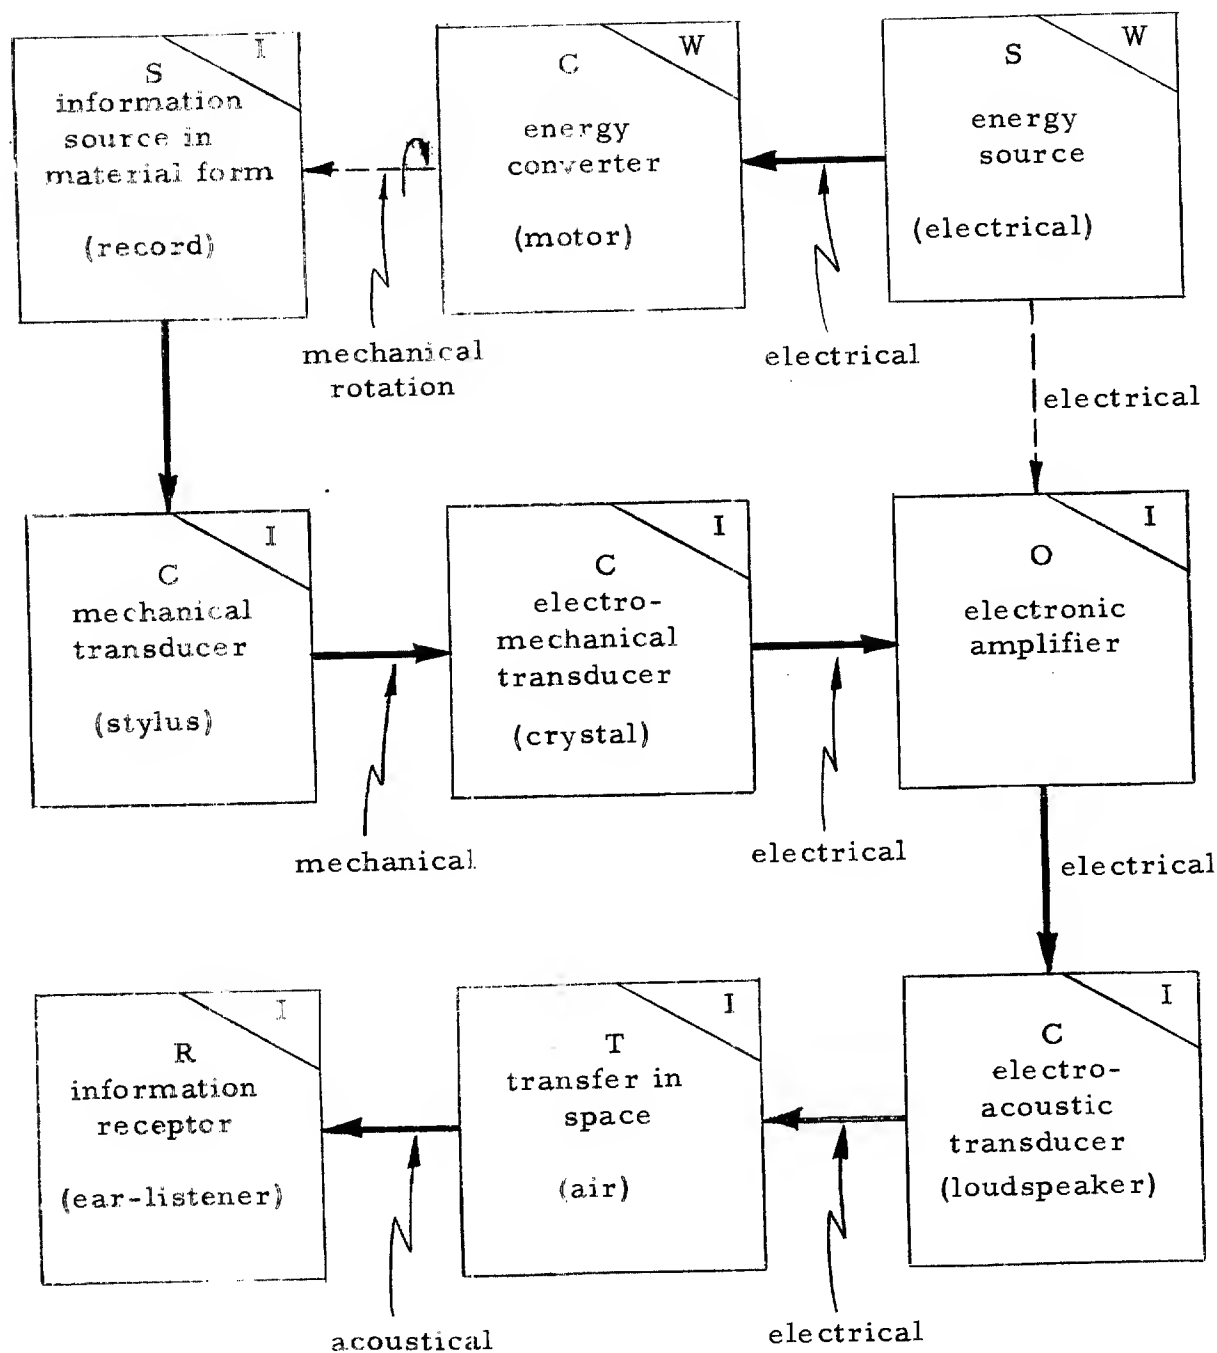 I
S
information
source in
material form
(record)
W
C
energy
converter
(motor)
W
S
energy
source
(electrical)
mechanical
rotation
electrical
electrical
I
C
mechanical
transducer
(stylus)
I
C
electro-
mechanical
transducer
(crystal)
I
O
electronic
amplifier
mechanical
electrical
electrical
I
R
information
receptor
(ear-listener)
I
T
transfer in
space
(air)
I
C
electro-
acoustic
transducer
(loudspeaker)
acoustical
electrical